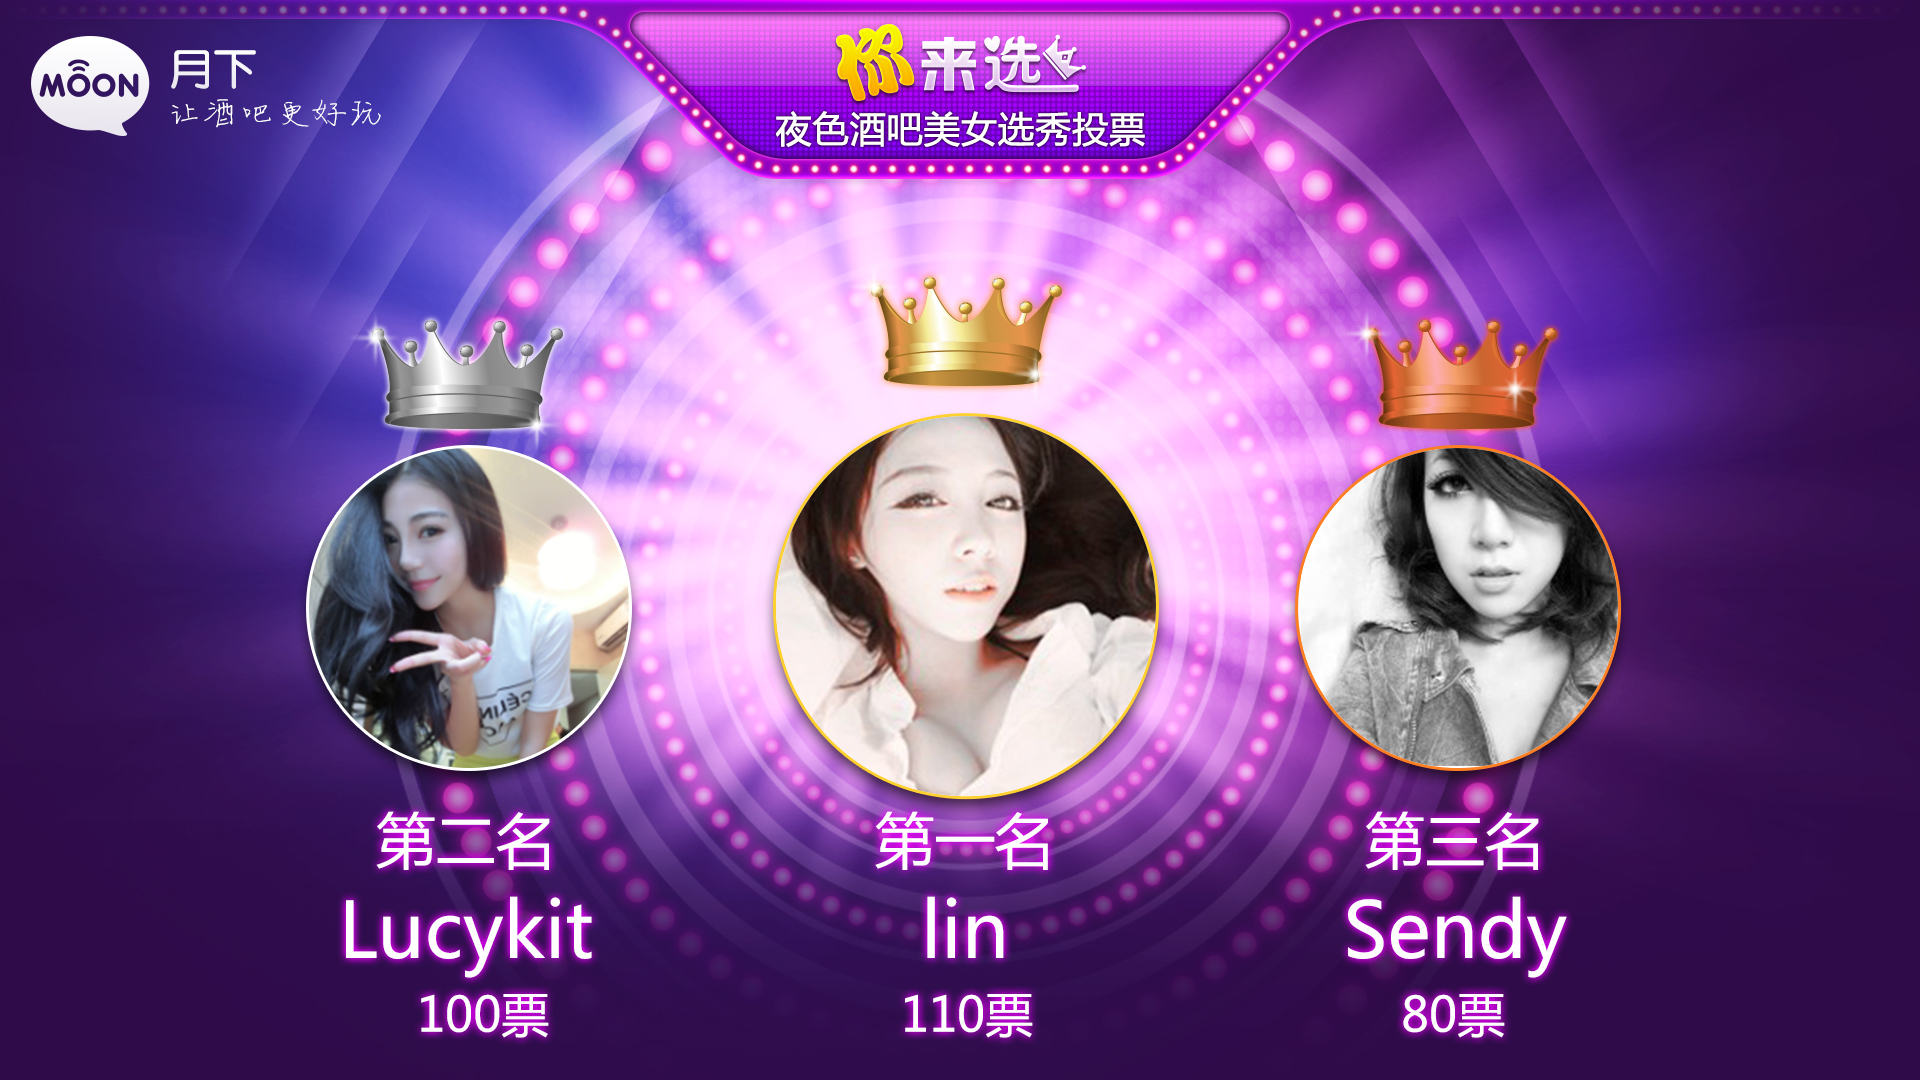 MOON
月下
让酒吧更好玩
你来选
夜色酒吧美女选秀投票
第二名
Lucykit
100票
第一名
lin
110票
第三名
Sendy
80票